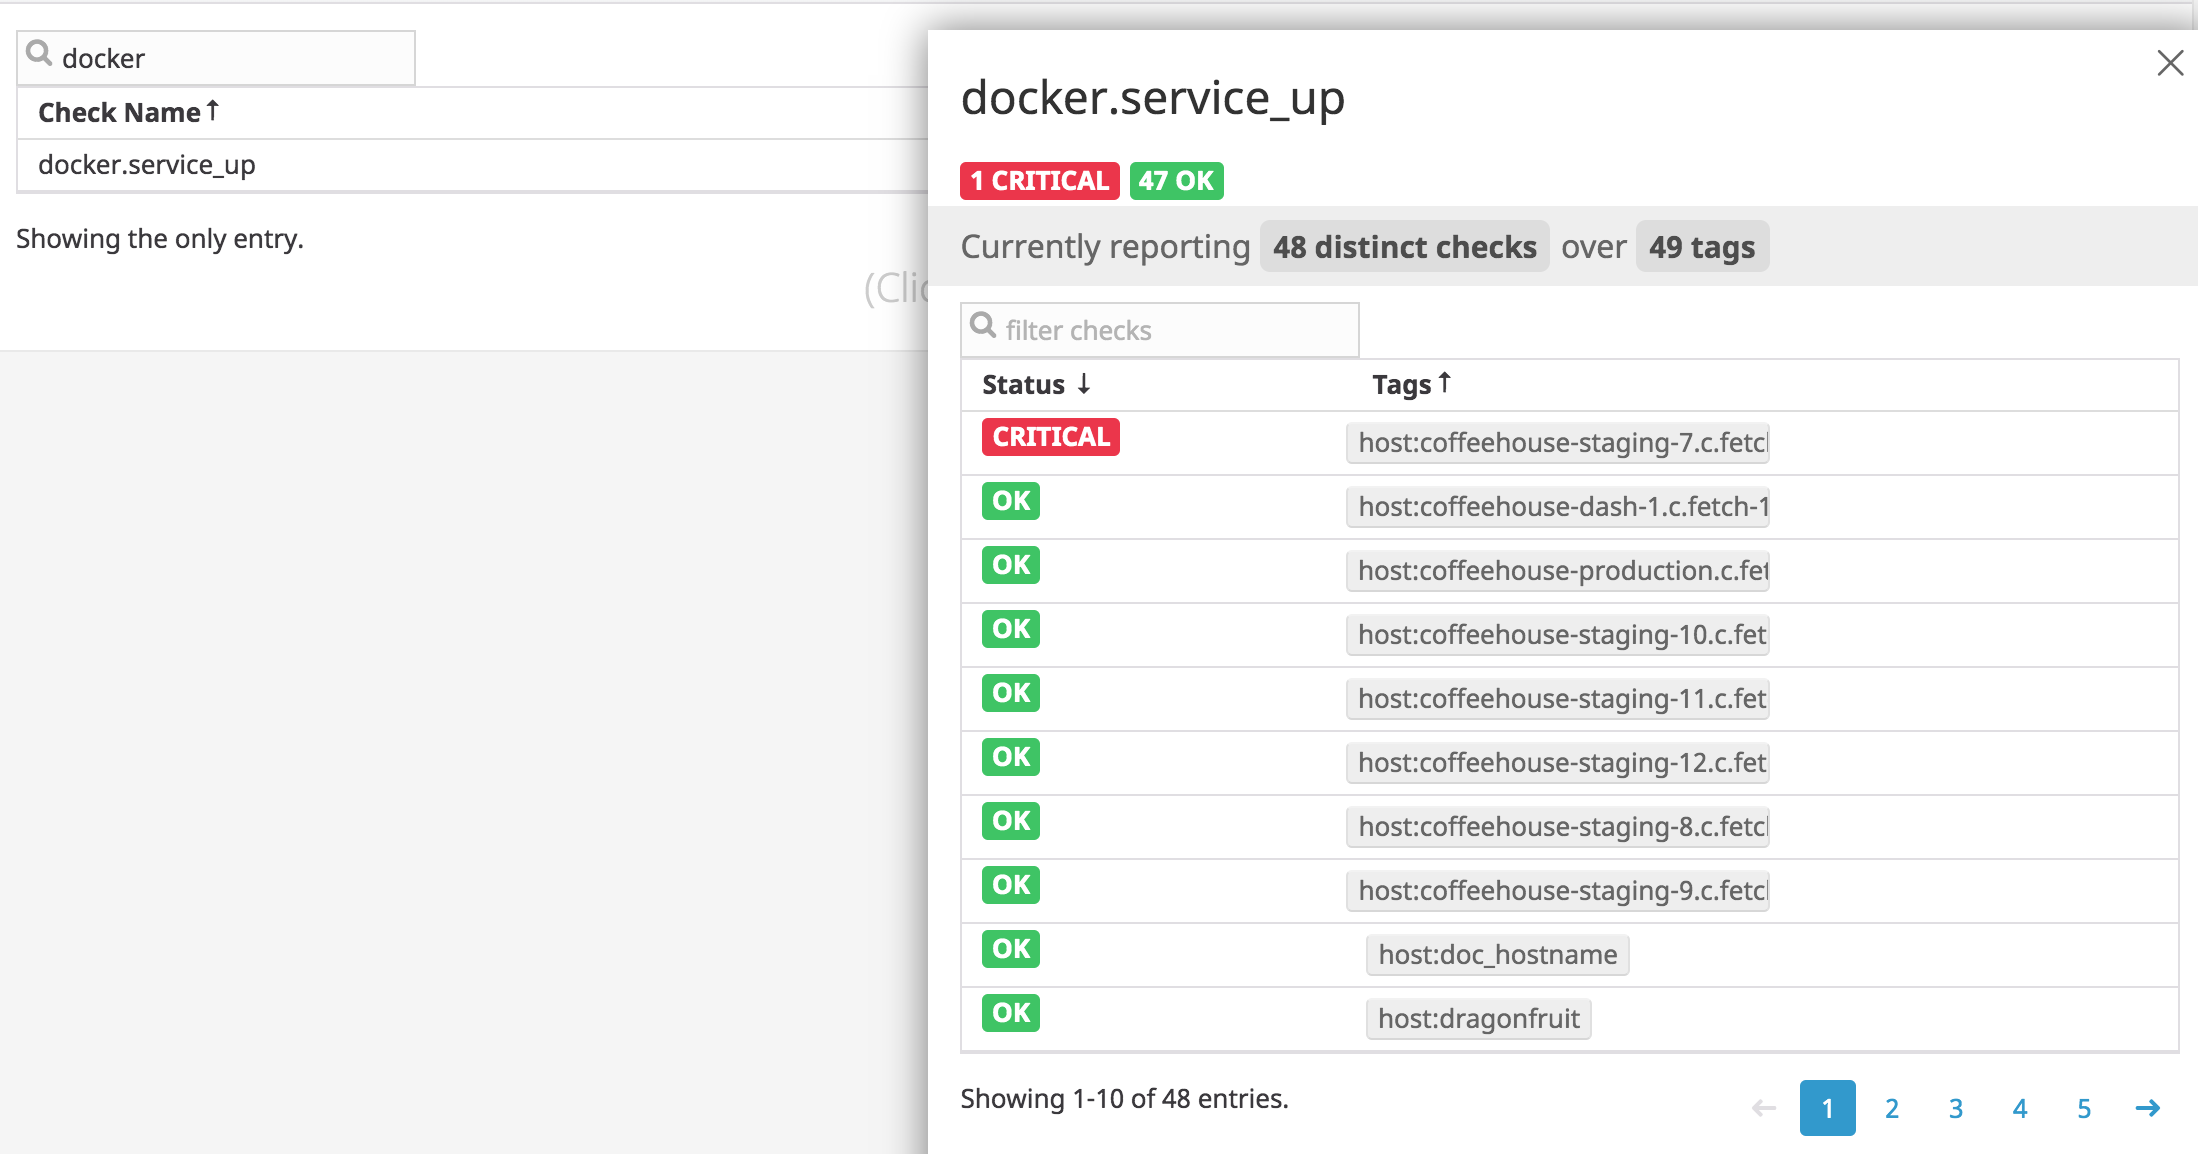 docker
Check Name↑
docker.service_up
Showing the only entry.
(Clic
docker.service_up
1 CRITICAL 47 OK
Currently reporting 48 distinct checks over 49 tags
filter checks
Status ↓ Tags↑
CRITICAL host:coffeehouse-staging-7.c.fetc
OK host:coffeehouse-dash-1.c.fetch-1
OK host:coffeehouse-production.c.fet
OK host:coffeehouse-staging-10.c.fet
OK host:coffeehouse-staging-11.c.fet
OK host:coffeehouse-staging-12.c.fet
OK host:coffeehouse-staging-8.c.fetc
OK host:coffeehouse-staging-9.c.fetc
OK host:doc_hostname
OK host:dragonfruit
Showing 1-10 of 48 entries.
← 1 2 3 4 5 →